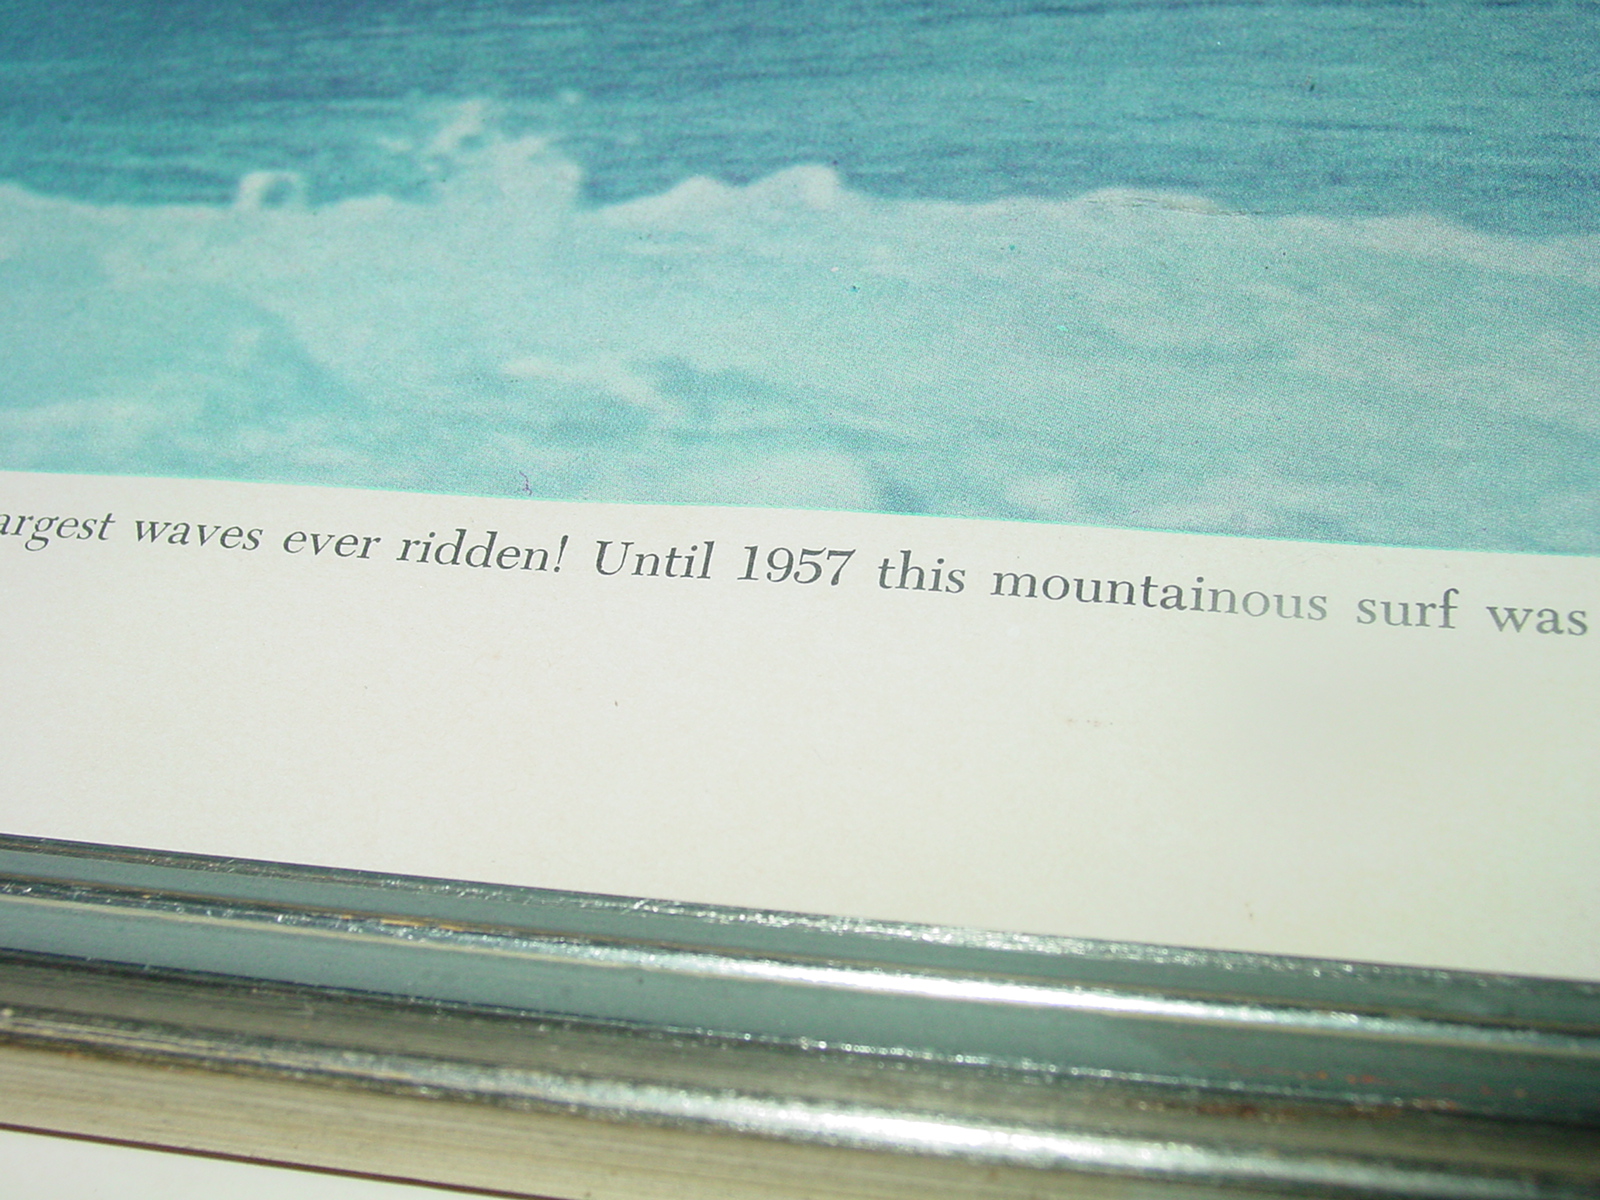 argest waves ever ridden! Until 1957 this mountainous surf was